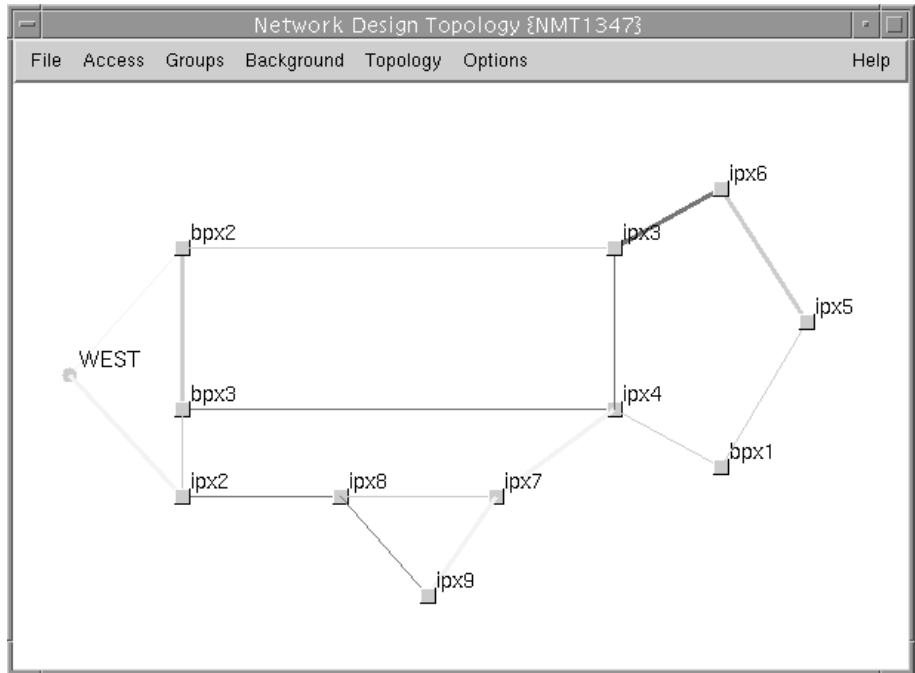 Network Design Topology {NMT1347}
File Access Groups Background Topology Options Help
ipx6
bpx2
ipx3
ipx5
WEST
bpx3
ipx4
bpx1
ipx2
ipx8
ipx7
ipx9